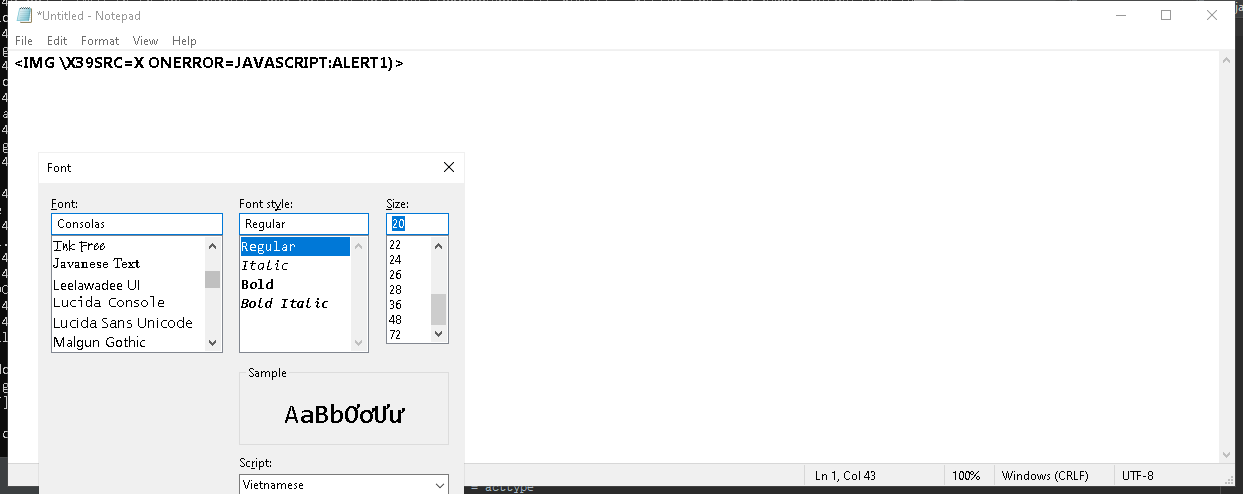 *Untitled - Notepad
File Edit Format View Help
<IMG \X39SRC=X ONERROR=JAVASCRIPT:ALERT1)>
Font
Font: Font style: Size:
Consolas Regular 20
Ink Free Regular 22
Javanese Text Italic 24
Leelawadee UI Bold 26
Lucida Console Bold Italic 28
Lucida Sans Unicode 36
Malgun Gothic 48
72
Sample
AaBbƠơƯư
Script:
Vietnamese
Ln 1, Col 43 100% Windows (CRLF) UTF-8
= acctype